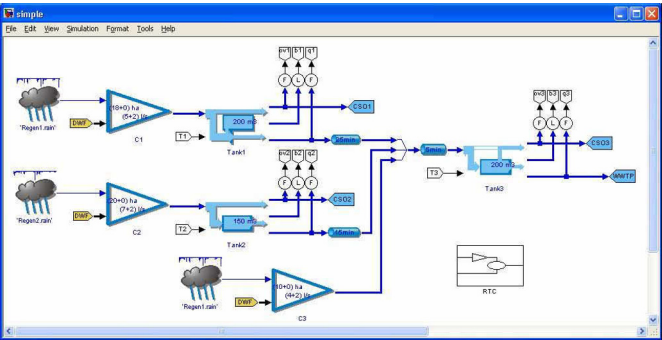 simple
File Edit View Simulation Format Tools Help
ov1 b1 q1
F L F
'Regen1.rain'
DWF
(18+0) ha
(5+2) l/s
C1
T1
200 m3
Tank1
CSO1
25min
ov2 b2 q2
F L F
'Regen2.rain'
DWF
(20+0) ha
(7+2) l/s
C2
T2
150 m3
Tank2
CSO2
'Regen1.rain'
DWF
(10+0) ha
(4+2) l/s
C3
5min
ov3 b3 q3
F L F
T3
200 m3
Tank3
CSO3
WWTP
RTC